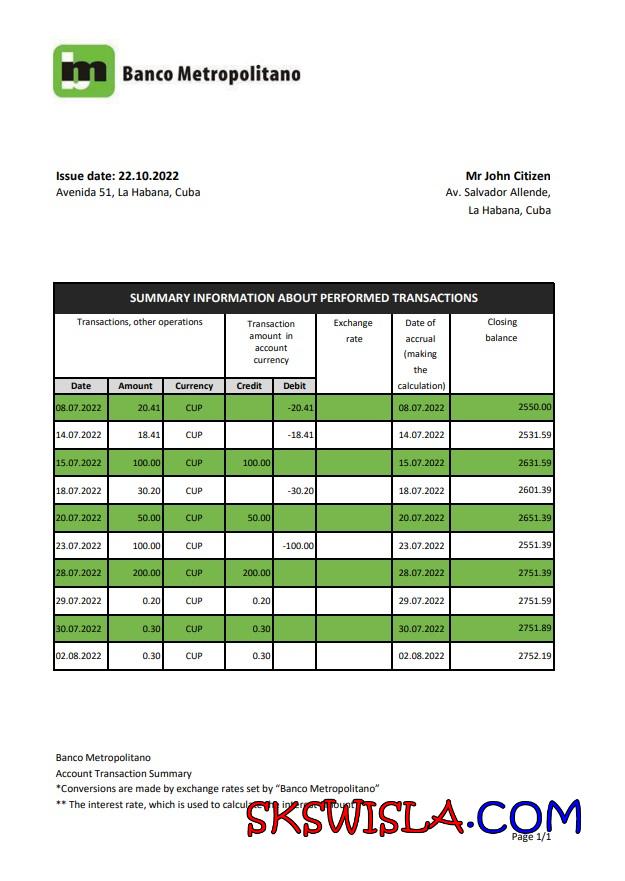 bm Banco Metropolitano
Issue date: 22.10.2022 Mr John Citizen
Avenida 51, La Habana, Cuba Av. Salvador Allende,
La Habana, Cuba
SUMMARY INFORMATION ABOUT PERFORMED TRANSACTIONS
Transactions, other operations Transaction amount in account currency Exchange rate Date of accrual (making the calculation) Closing balance
Date Amount Currency Credit Debit
08.07.2022 20.41 CUP -20.41 08.07.2022 2550.00
14.07.2022 18.41 CUP -18.41 14.07.2022 2531.59
15.07.2022 100.00 CUP 100.00 15.07.2022 2631.59
18.07.2022 30.20 CUP -30.20 18.07.2022 2601.39
20.07.2022 50.00 CUP 50.00 20.07.2022 2651.39
23.07.2022 100.00 CUP -100.00 23.07.2022 2551.39
28.07.2022 200.00 CUP 200.00 28.07.2022 2751.39
29.07.2022 0.20 CUP 0.20 29.07.2022 2751.59
30.07.2022 0.30 CUP 0.30 30.07.2022 2751.89
02.08.2022 0.30 CUP 0.30 02.08.2022 2752.19
Banco Metropolitano
Account Transaction Summary
*Conversions are made by exchange rates set by “Banco Metropolitano”
** The interest rate, which is used to calculate the interest amount
SKSWISLA.COM
Page 1/1